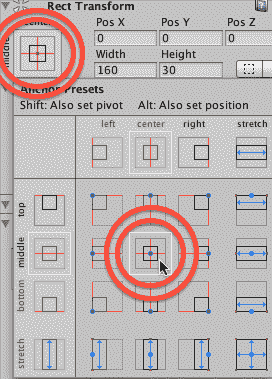 Rect Transform
center
middle
Pos X Pos Y Pos Z
0 0 0
Width Height
160 30
Anchor Presets
Shift: Also set pivot Alt: Also set position
left center right stretch
top
middle
bottom
stretch